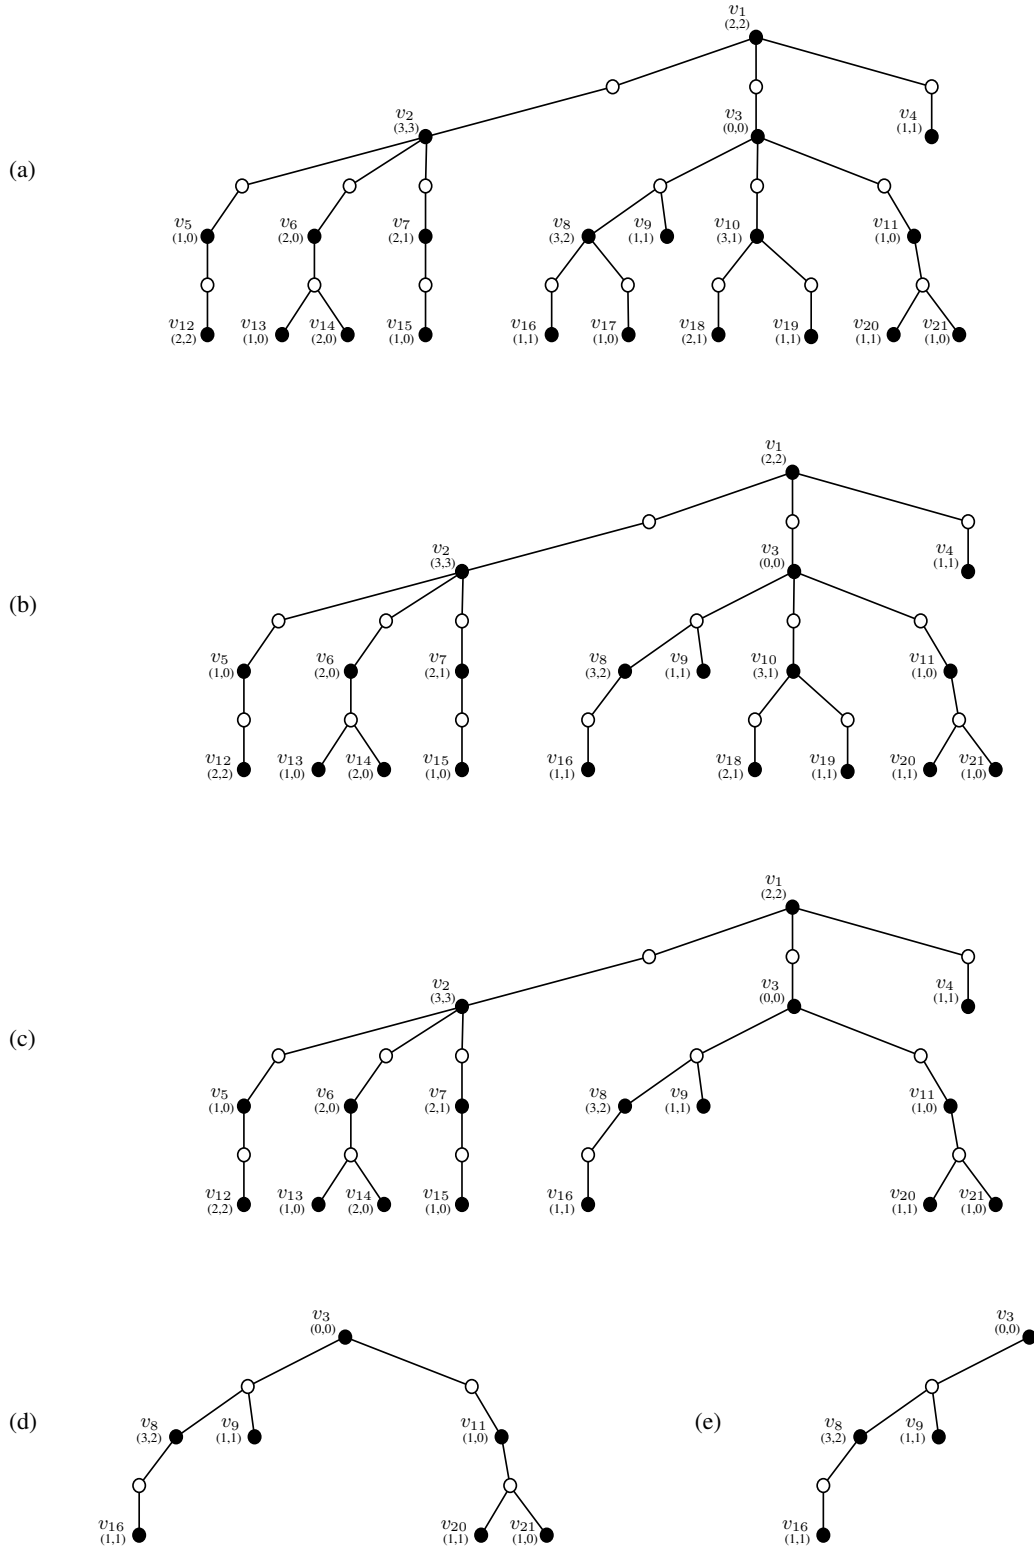 v1
(2,2)
v2
(3,3)
v3
(0,0)
v4
(1,1)
(a)
v5
(1,0)
v6
(2,0)
v7
(2,1)
v8
(3,2)
v9
(1,1)
v10
(3,1)
v11
(1,0)
v12
(2,2)
v13
(1,0)
v14
(2,0)
v15
(1,0)
v16
(1,1)
v17
(1,0)
v18
(2,1)
v19
(1,1)
v20
(1,1)
v21
(1,0)
v1
(2,2)
v2
(3,3)
v3
(0,0)
v4
(1,1)
(b)
v5
(1,0)
v6
(2,0)
v7
(2,1)
v8
(3,2)
v9
(1,1)
v10
(3,1)
v11
(1,0)
v12
(2,2)
v13
(1,0)
v14
(2,0)
v15
(1,0)
v16
(1,1)
v18
(2,1)
v19
(1,1)
v20
(1,1)
v21
(1,0)
v1
(2,2)
v2
(3,3)
v3
(0,0)
v4
(1,1)
(c)
v5
(1,0)
v6
(2,0)
v7
(2,1)
v8
(3,2)
v9
(1,1)
v11
(1,0)
v12
(2,2)
v13
(1,0)
v14
(2,0)
v15
(1,0)
v16
(1,1)
v20
(1,1)
v21
(1,0)
v3
(0,0)
(d)
v8
(3,2)
v9
(1,1)
v11
(1,0)
v16
(1,1)
v20
(1,1)
v21
(1,0)
v3
(0,0)
(e)
v8
(3,2)
v9
(1,1)
v16
(1,1)